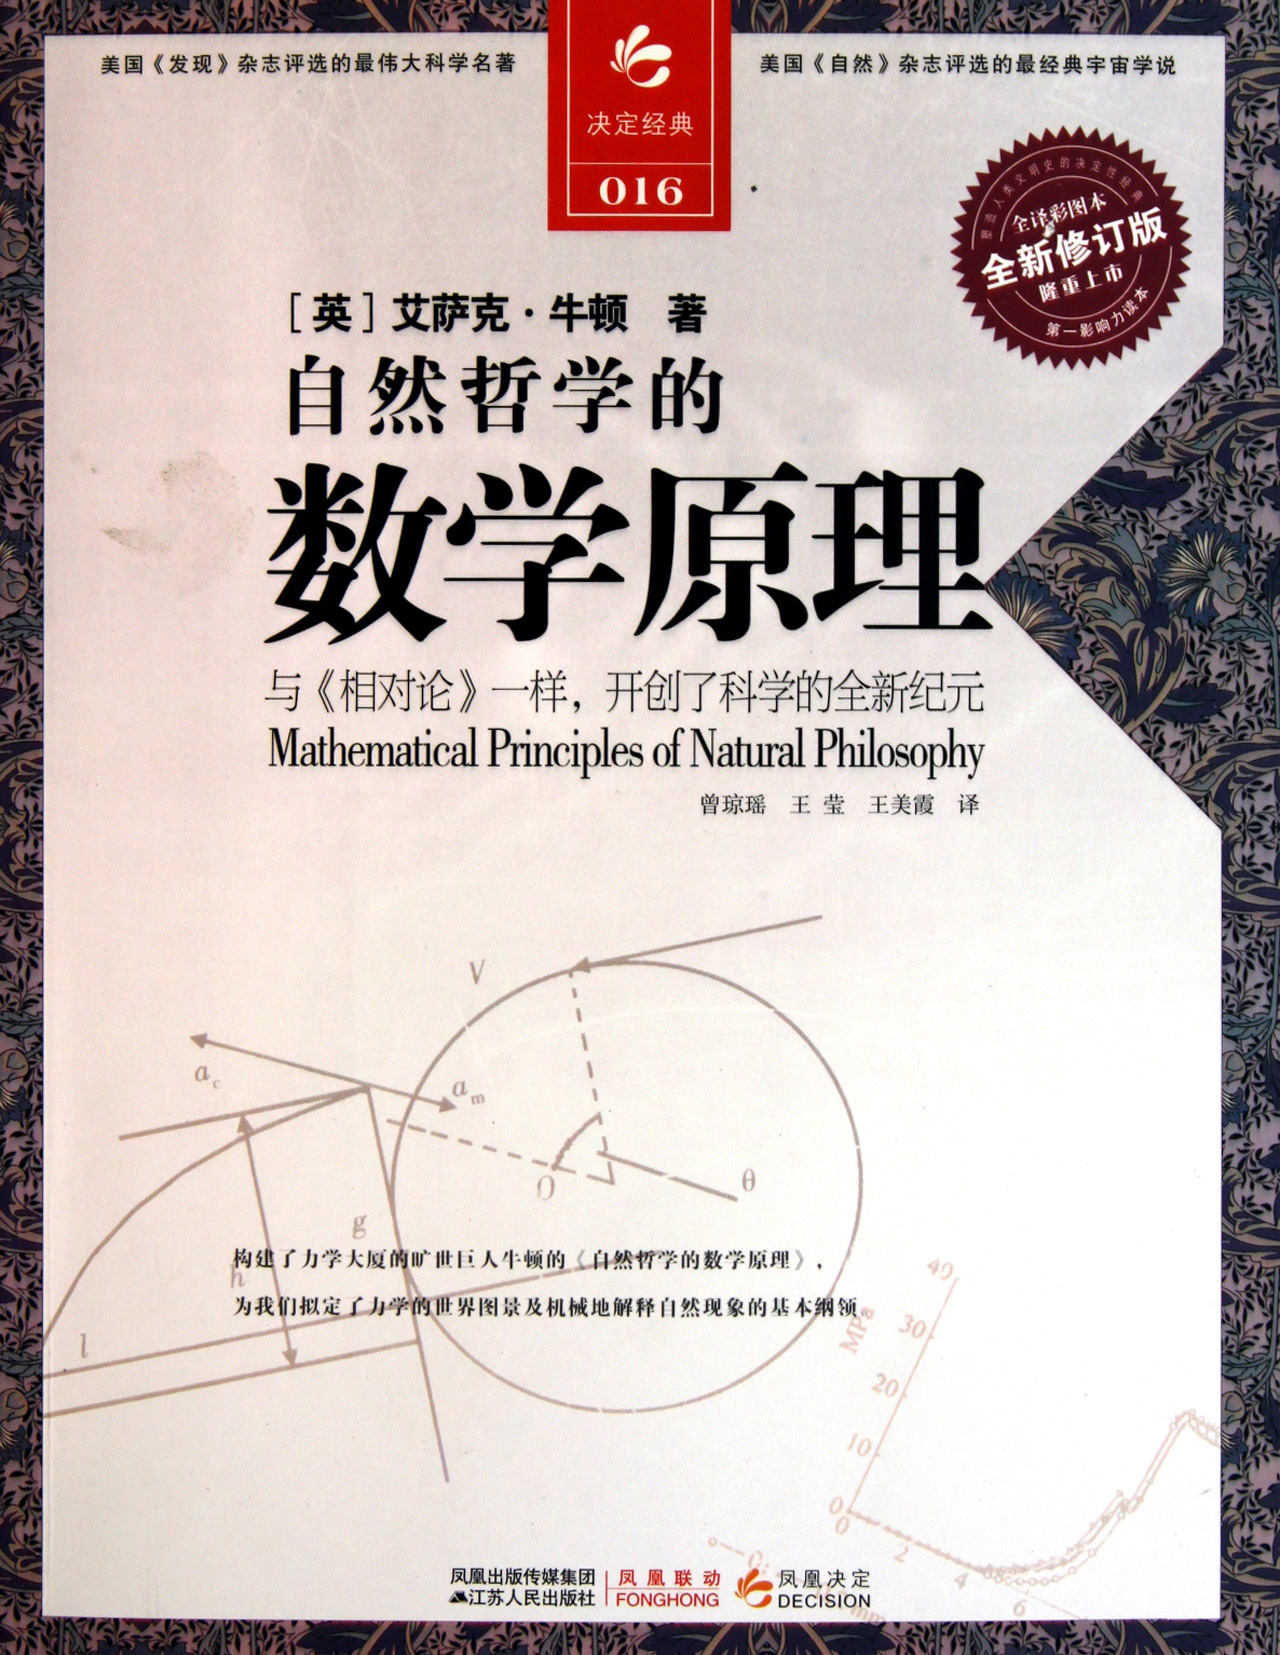 美国《发现》杂志评选的最伟大科学名著
美国《自然》杂志评选的最经典宇宙学说
决定经典
016
塑造人类文明史的决定性经典
全译彩图本
全新修订版
隆重上市
第一影响力读本
[英]艾萨克·牛顿 著
自然哲学的
数学原理
与《相对论》一样，开创了科学的全新纪元
Mathematical Principles of Natural Philosophy
曾琼瑶 王莹 王美霞 译
V
a_c
a_m
O
θ
g
h
l
构建了力学大厦的旷世巨人牛顿的《自然哲学的数学原理》，
为我们拟定了力学的世界图景及机械地解释自然现象的基本纲领
MPa
40
30
20
10
0
0
2
4
6
mm
凤凰出版传媒集团
江苏人民出版社
凤凰联动
FONGHONG
凤凰决定
DECISION